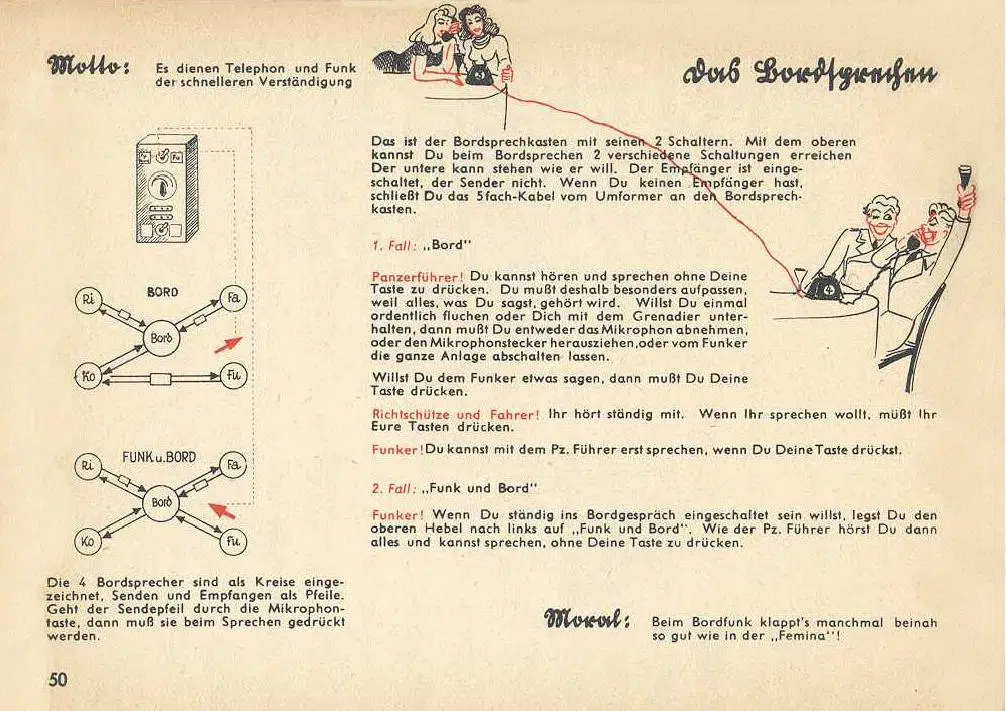 Motto:
Es dienen Telephon und Funk
der schnelleren Verständigung
Das Bordsprechen
3
Das ist der Bordsprechkasten mit seinen 2 Schaltern. Mit dem oberen
kannst Du beim Bordsprechen 2 verschiedene Schaltungen erreichen
Der untere kann stehen wie er will. Der Empfänger ist einge-
schaltet, der Sender nicht. Wenn Du keinen Empfänger hast,
schließt Du das 5fach-Kabel vom Umformer an den Bordsprech-
kasten.
1. Fall: „Bord"
Panzerführer! Du kannst hören und sprechen ohne Deine
Taste zu drücken. Du mußt deshalb besonders aufpassen,
weil alles, was Du sagst, gehört wird. Willst Du einmal
ordentlich fluchen oder Dich mit dem Grenadier unter-
halten, dann mußt Du entweder das Mikrophon abnehmen,
oder den Mikrophonstecker herausziehen,oder vom Funker
die ganze Anlage abschalten lassen.
4
Willst Du dem Funker etwas sagen, dann mußt Du Deine
Taste drücken.
Richtschütze und Fahrer! Ihr hört ständig mit. Wenn Ihr sprechen wollt, müßt Ihr
Eure Tasten drücken.
Funker! Du kannst mit dem Pz. Führer erst sprechen, wenn Du Deine Taste drückst.
2. Fall: „Funk und Bord"
Funker! Wenn Du ständig ins Bordgespräch eingeschaltet sein willst, legst Du den
oberen Hebel nach links auf „Funk und Bord". Wie der Pz. Führer hörst Du dann
alles und kannst sprechen, ohne Deine Taste zu drücken.
BORD
Ri
Fa
Bord
Ko
Fu
FUNK u. BORD
Ri
Fa
Bord
Ko
Fu
Die 4 Bordsprecher sind als Kreise einge-
zeichnet, Senden und Empfangen als Pfeile.
Geht der Sendepfeil durch die Mikrophon-
taste, dann muß sie beim Sprechen gedrückt
werden.
Moral:
Beim Bordfunk klappt's manchmal beinah
so gut wie in der „Femina"!
50